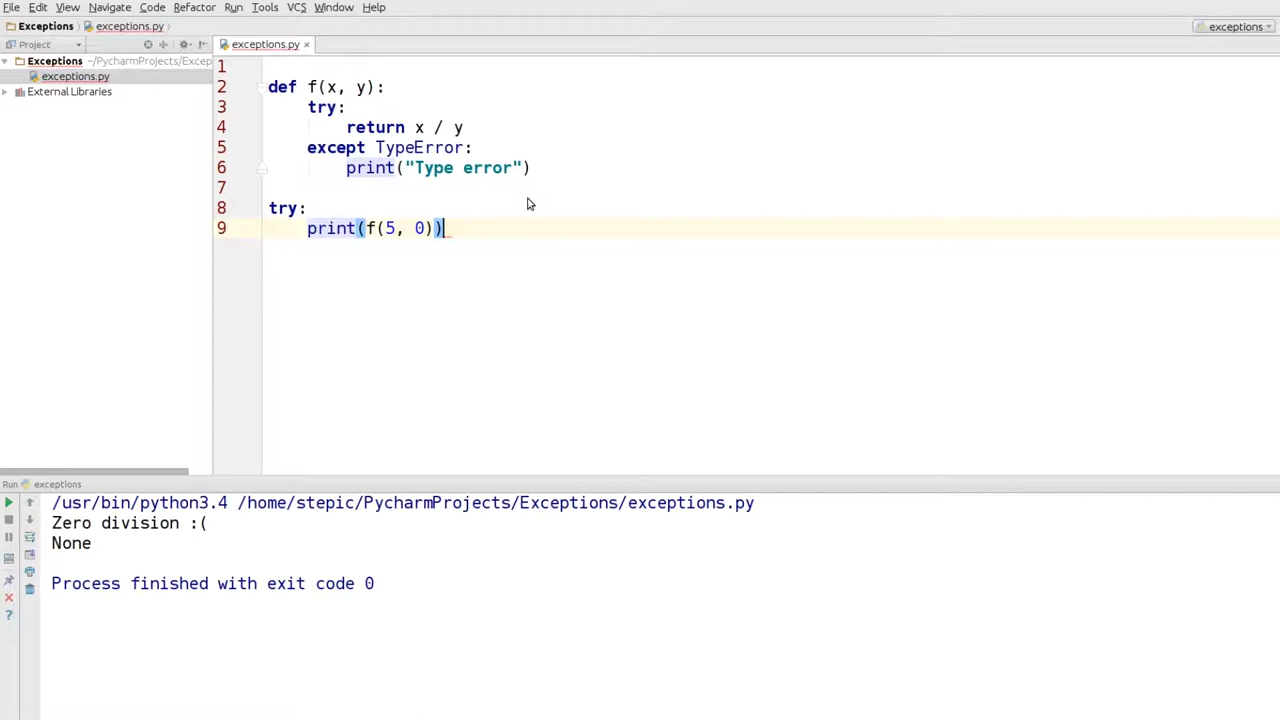 File Edit View Navigate Code Refactor Run Tools VCS Window Help
Exceptions exceptions.py exceptions
Project exceptions.py
Exceptions ~/PycharmProjects/Excep
exceptions.py
External Libraries
1
2 def f(x, y):
3 try:
4 return x / y
5 except TypeError:
6 print("Type error")
7
8 try:
9 print(f(5, 0))
Run exceptions
/usr/bin/python3.4 /home/stepic/PycharmProjects/Exceptions/exceptions.py
Zero division :(
None
Process finished with exit code 0